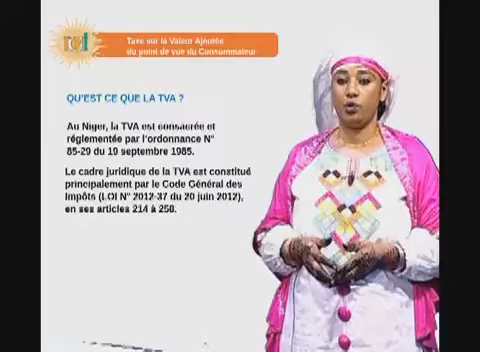 Taxe sur la Valeur Ajoutée
du point de vue du Consommateur
QU'EST CE QUE LA TVA ?
Au Niger, la TVA est consacrée et
réglementée par l'ordonnance N°
85-29 du 19 septembre 1985.
Le cadre juridique de la TVA est constitué
principalement par le Code Général des
Impôts (LOI N° 2012-37 du 20 juin 2012),
en ses articles 214 à 258.